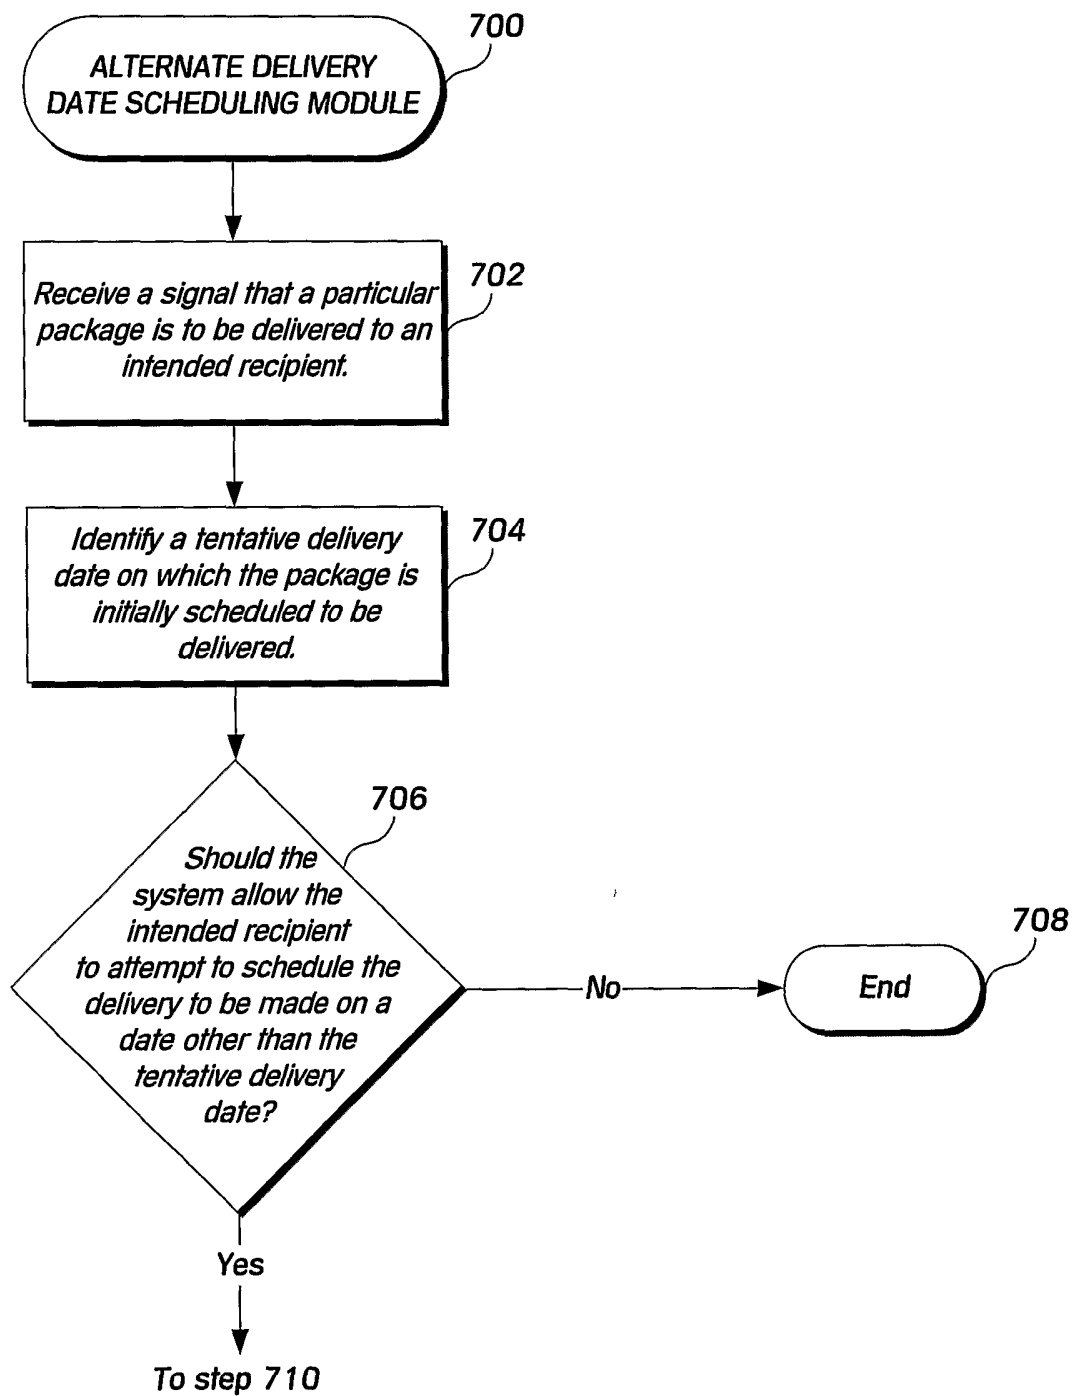 700
ALTERNATE DELIVERY
DATE SCHEDULING MODULE
702
Receive a signal that a particular
package is to be delivered to an
intended recipient.
704
Identify a tentative delivery
date on which the package is
initially scheduled to be
delivered.
706
Should the
system allow the
intended recipient
to attempt to schedule the
delivery to be made on a
date other than the
tentative delivery
date?
No
708
End
Yes
To step 710